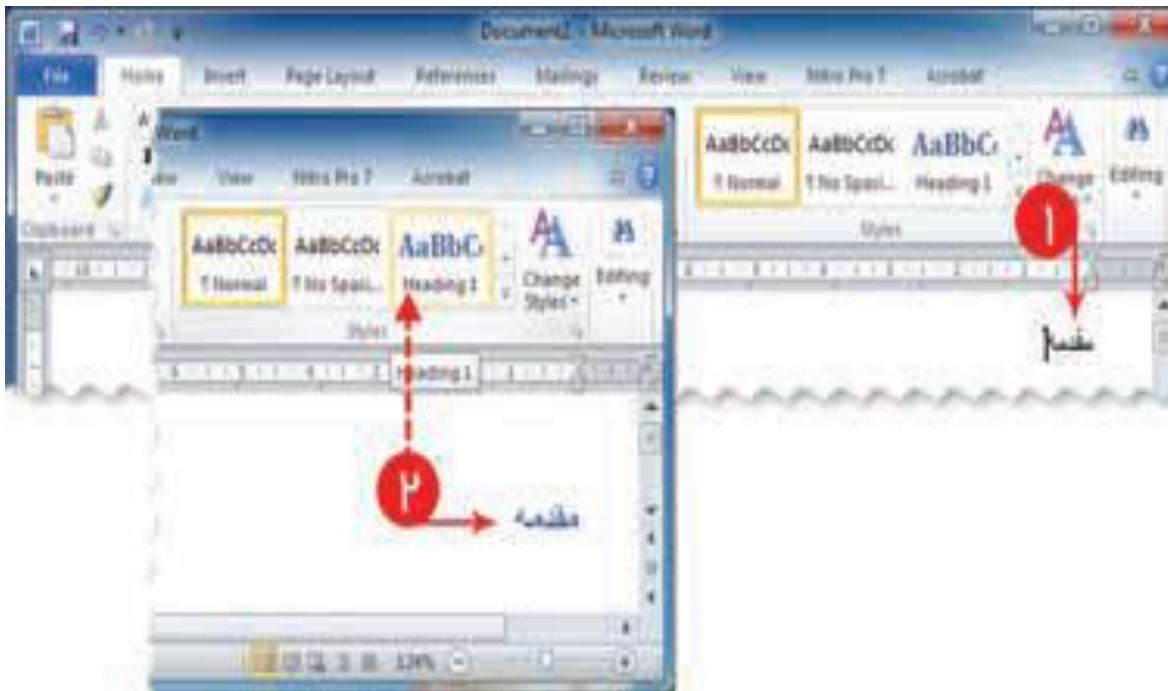 Document2 - Microsoft Word
File Home Insert Page Layout References Mailings Review View Nitro Pro 7 Acrobat
Paste
Clipboard
AaBbCcDc AaBbCcDc AaBbC
¶ Normal ¶ No Spaci... Heading 1 Change Editing
Styles
۱
مقدمه
Word
View Nitro Pro 7 Acrobat
AaBbCcDc AaBbCcDc AaBbC
¶ Normal ¶ No Spaci... Heading 1 Change Styles Editing
Styles
Heading 1
۲
مقدمه
124%